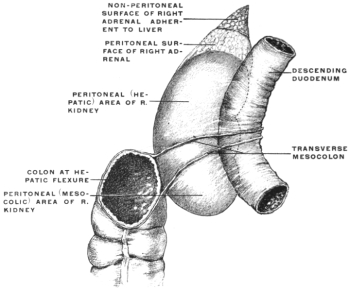 NON-PERITONEAL
SURFACE OF RIGHT
ADRENAL ADHER-
ENT TO LIVER
PERITONEAL SUR-
FACE OF RIGHT AD-
RENAL
DESCENDING
DUODENUM
PERITONEAL (HE-
PATIC) AREA OF R.
KIDNEY
TRANSVERSE
MESOCOLON
COLON AT HE-
PATIC FLEXURE
PERITONEAL (MESO-
COLIC) AREA OF R.
KIDNEY